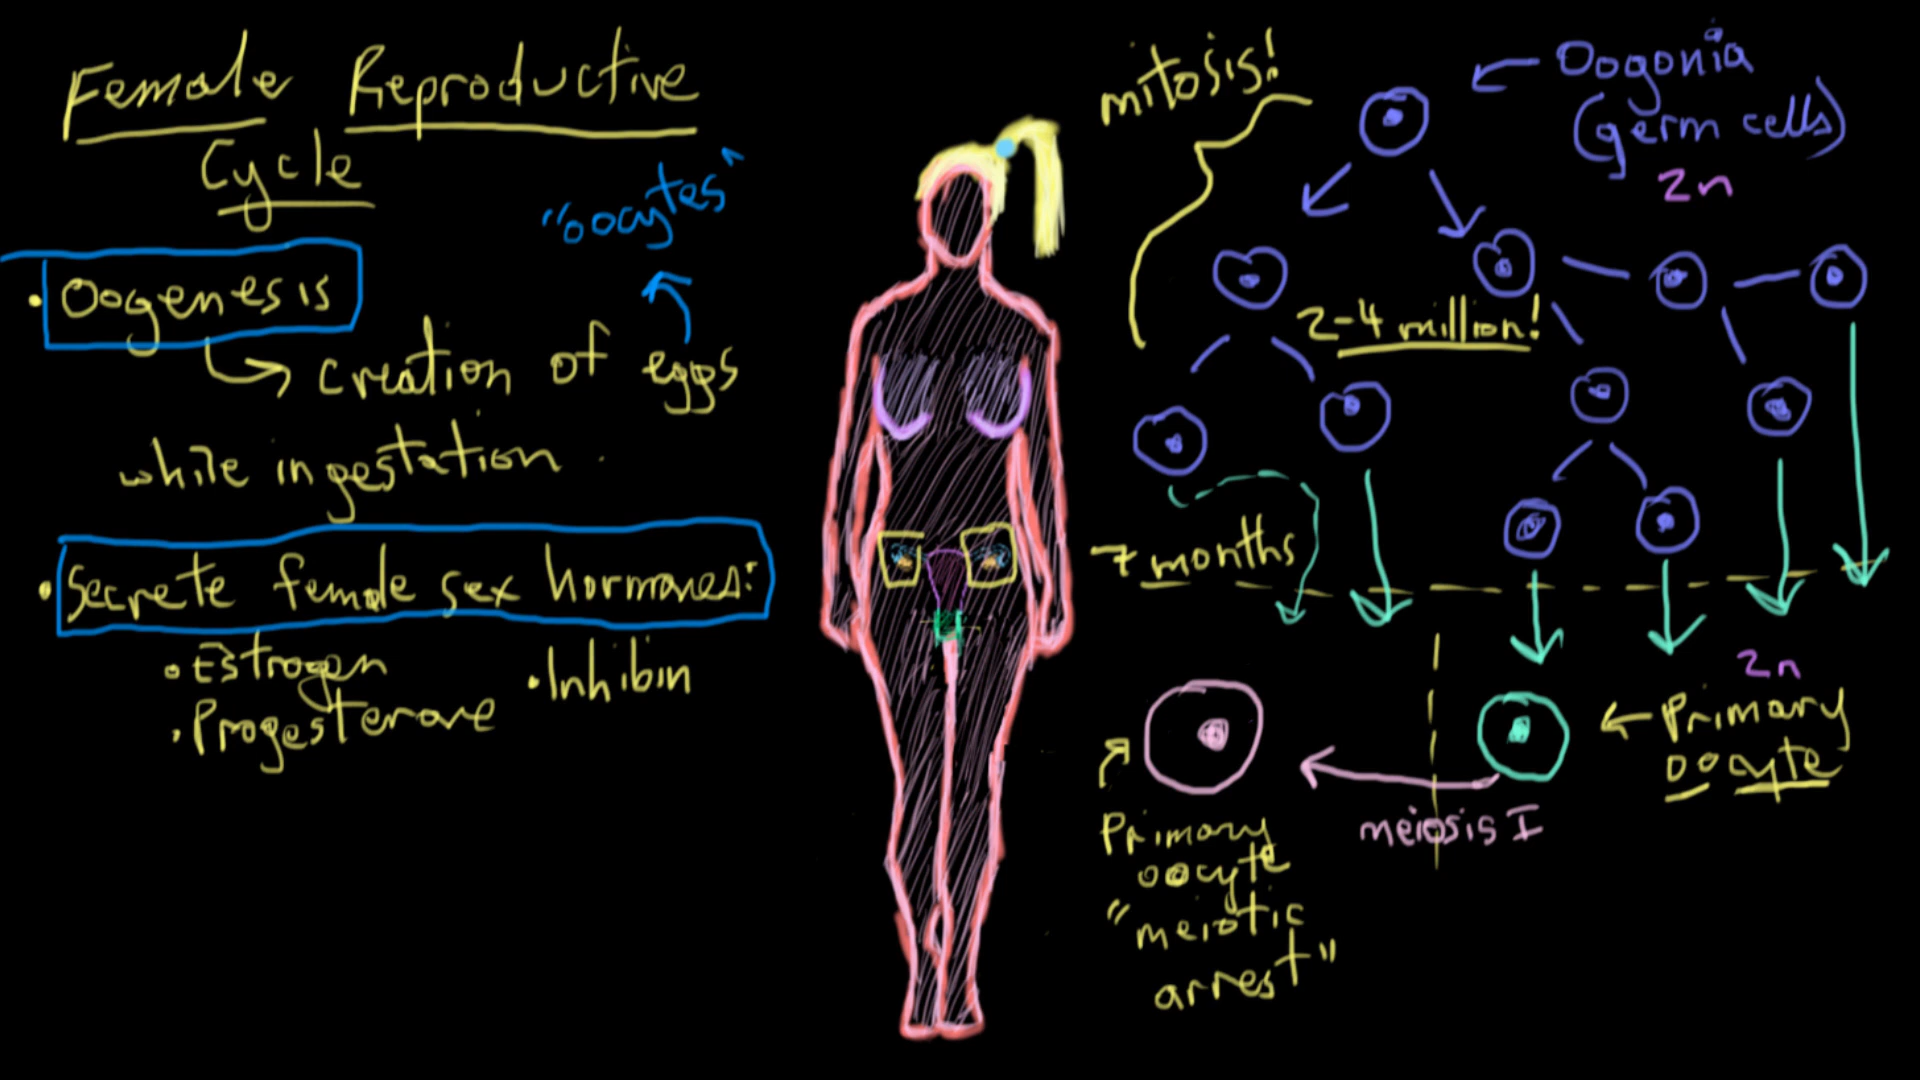 Female Reproductive
Cycle
"oocytes"
• Oogenesis
creation of eggs
while in gestation.
• Secrete female sex hormones:
• Estrogen
• Inhibin
• Progesterone
mitosis!
Oogonia
(germ cells)
2n
2-4 million!
7 months
2n
Primary
oocyte
meiosis I
Primary
oocyte
"meiotic
arrest"